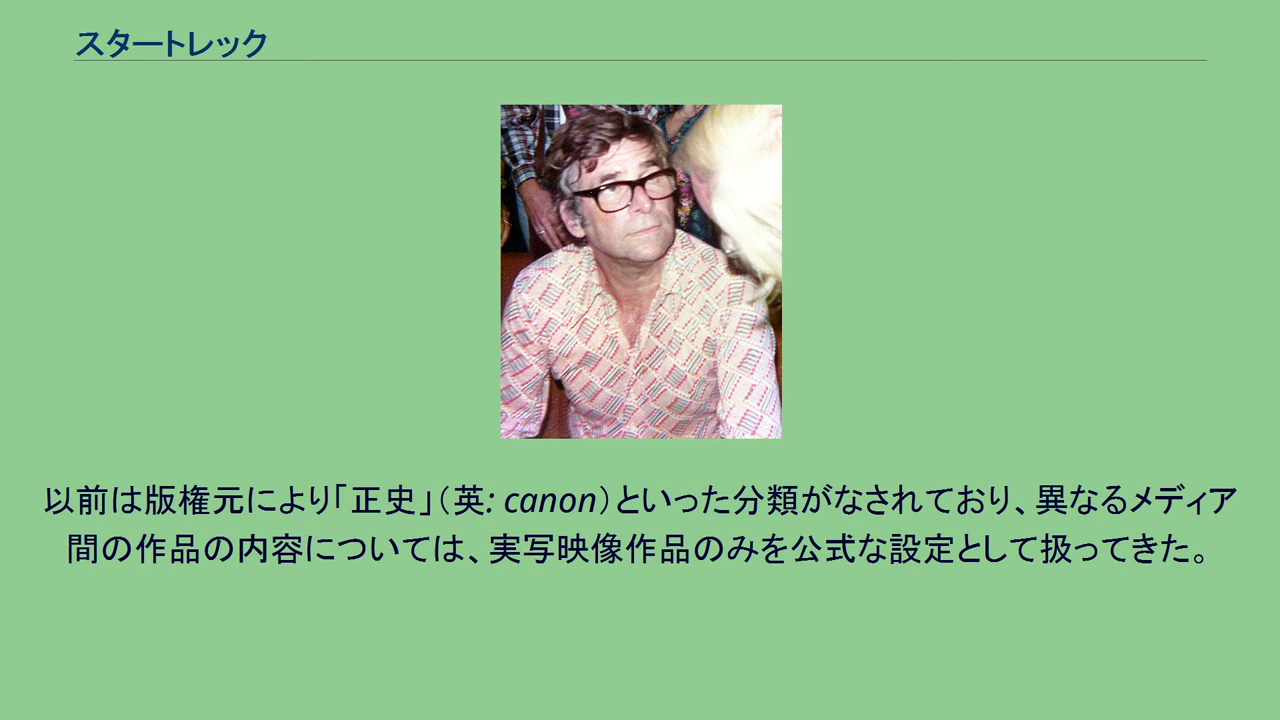 スタートレック
以前は版権元により「正史」（英: canon）といった分類がなされており、異なるメディア
間の作品の内容については、実写映像作品のみを公式な設定として扱ってきた。